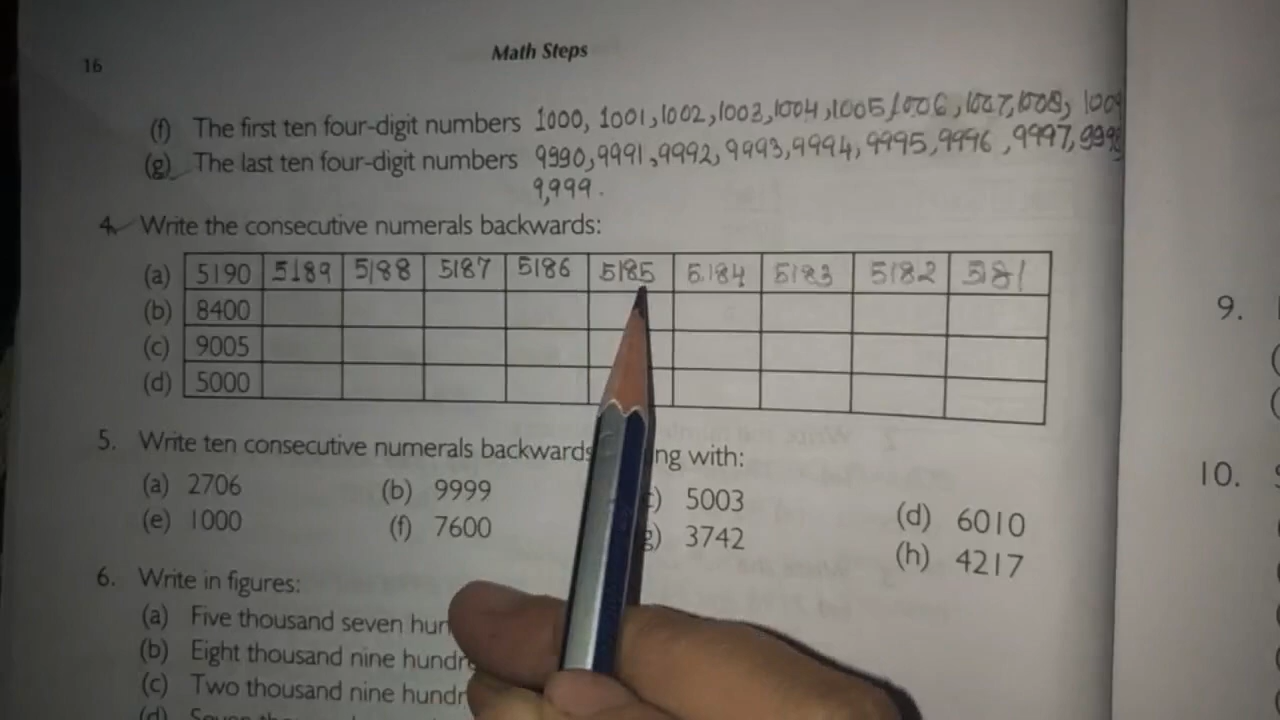 16
Math Steps
(f) The first ten four-digit numbers 1000, 1001, 1002, 1003, 1004, 1005, 1006, 1007, 1008, 1009
(g) The last ten four-digit numbers 9990, 9991, 9992, 9993, 9994, 9995, 9996, 9997, 9998
9,999.
4. Write the consecutive numerals backwards:
(a) 5190 5189 5188 5187 5186 5185 5184 5183 5182 5181
(b) 8400
(c) 9005
(d) 5000
9.
5. Write ten consecutive numerals backwards ng with:
(a) 2706 (b) 9999 5003 (d) 6010
(e) 1000 (f) 7600 g) 3742 (h) 4217
10.
6. Write in figures:
(a) Five thousand seven hun
(b) Eight thousand nine hundr
(c) Two thousand nine hundr
(d)